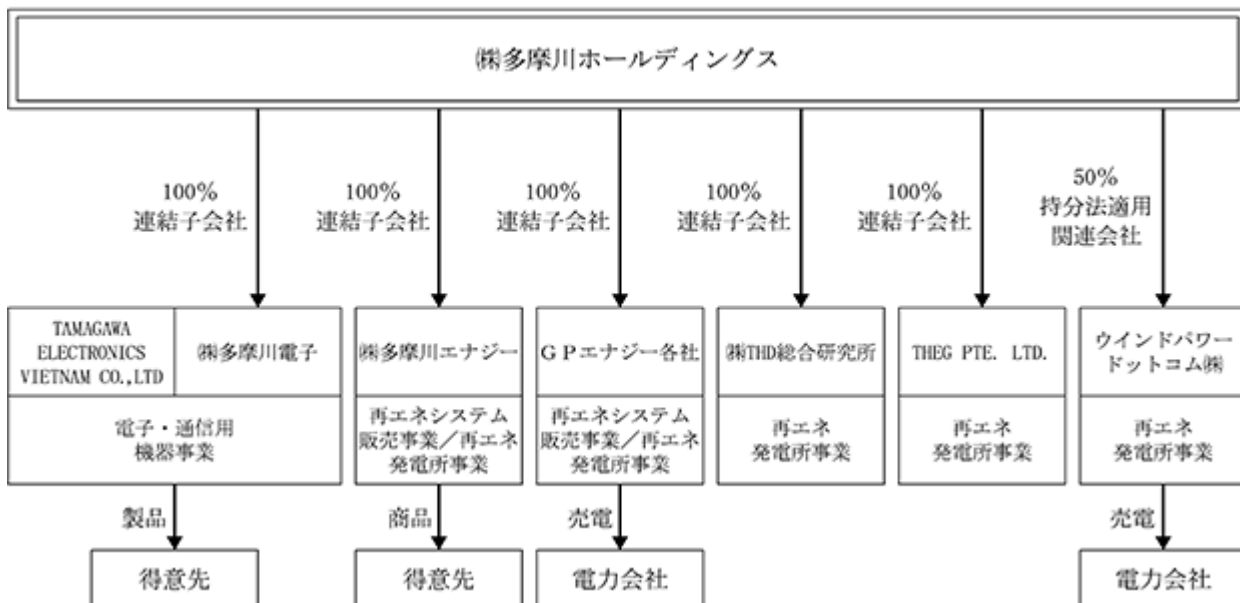 ㈱多摩川ホールディングス
100%
連結子会社
100%
連結子会社
100%
連結子会社
100%
連結子会社
100%
連結子会社
50%
持分法適用
関連会社
TAMAGAWA
ELECTRONICS
VIETNAM CO.,LTD
㈱多摩川電子
電子・通信用
機器事業
㈱多摩川エナジー
再エネシステム
販売事業／再エネ
発電所事業
ＧＰエナジー各社
再エネシステム
販売事業／再エネ
発電所事業
㈱THD総合研究所
再エネ
発電所事業
THEG PTE. LTD.
再エネ
発電所事業
ウインドパワー
ドットコム㈱
再エネ
発電所事業
製品
商品
売電
売電
得意先
得意先
電力会社
電力会社